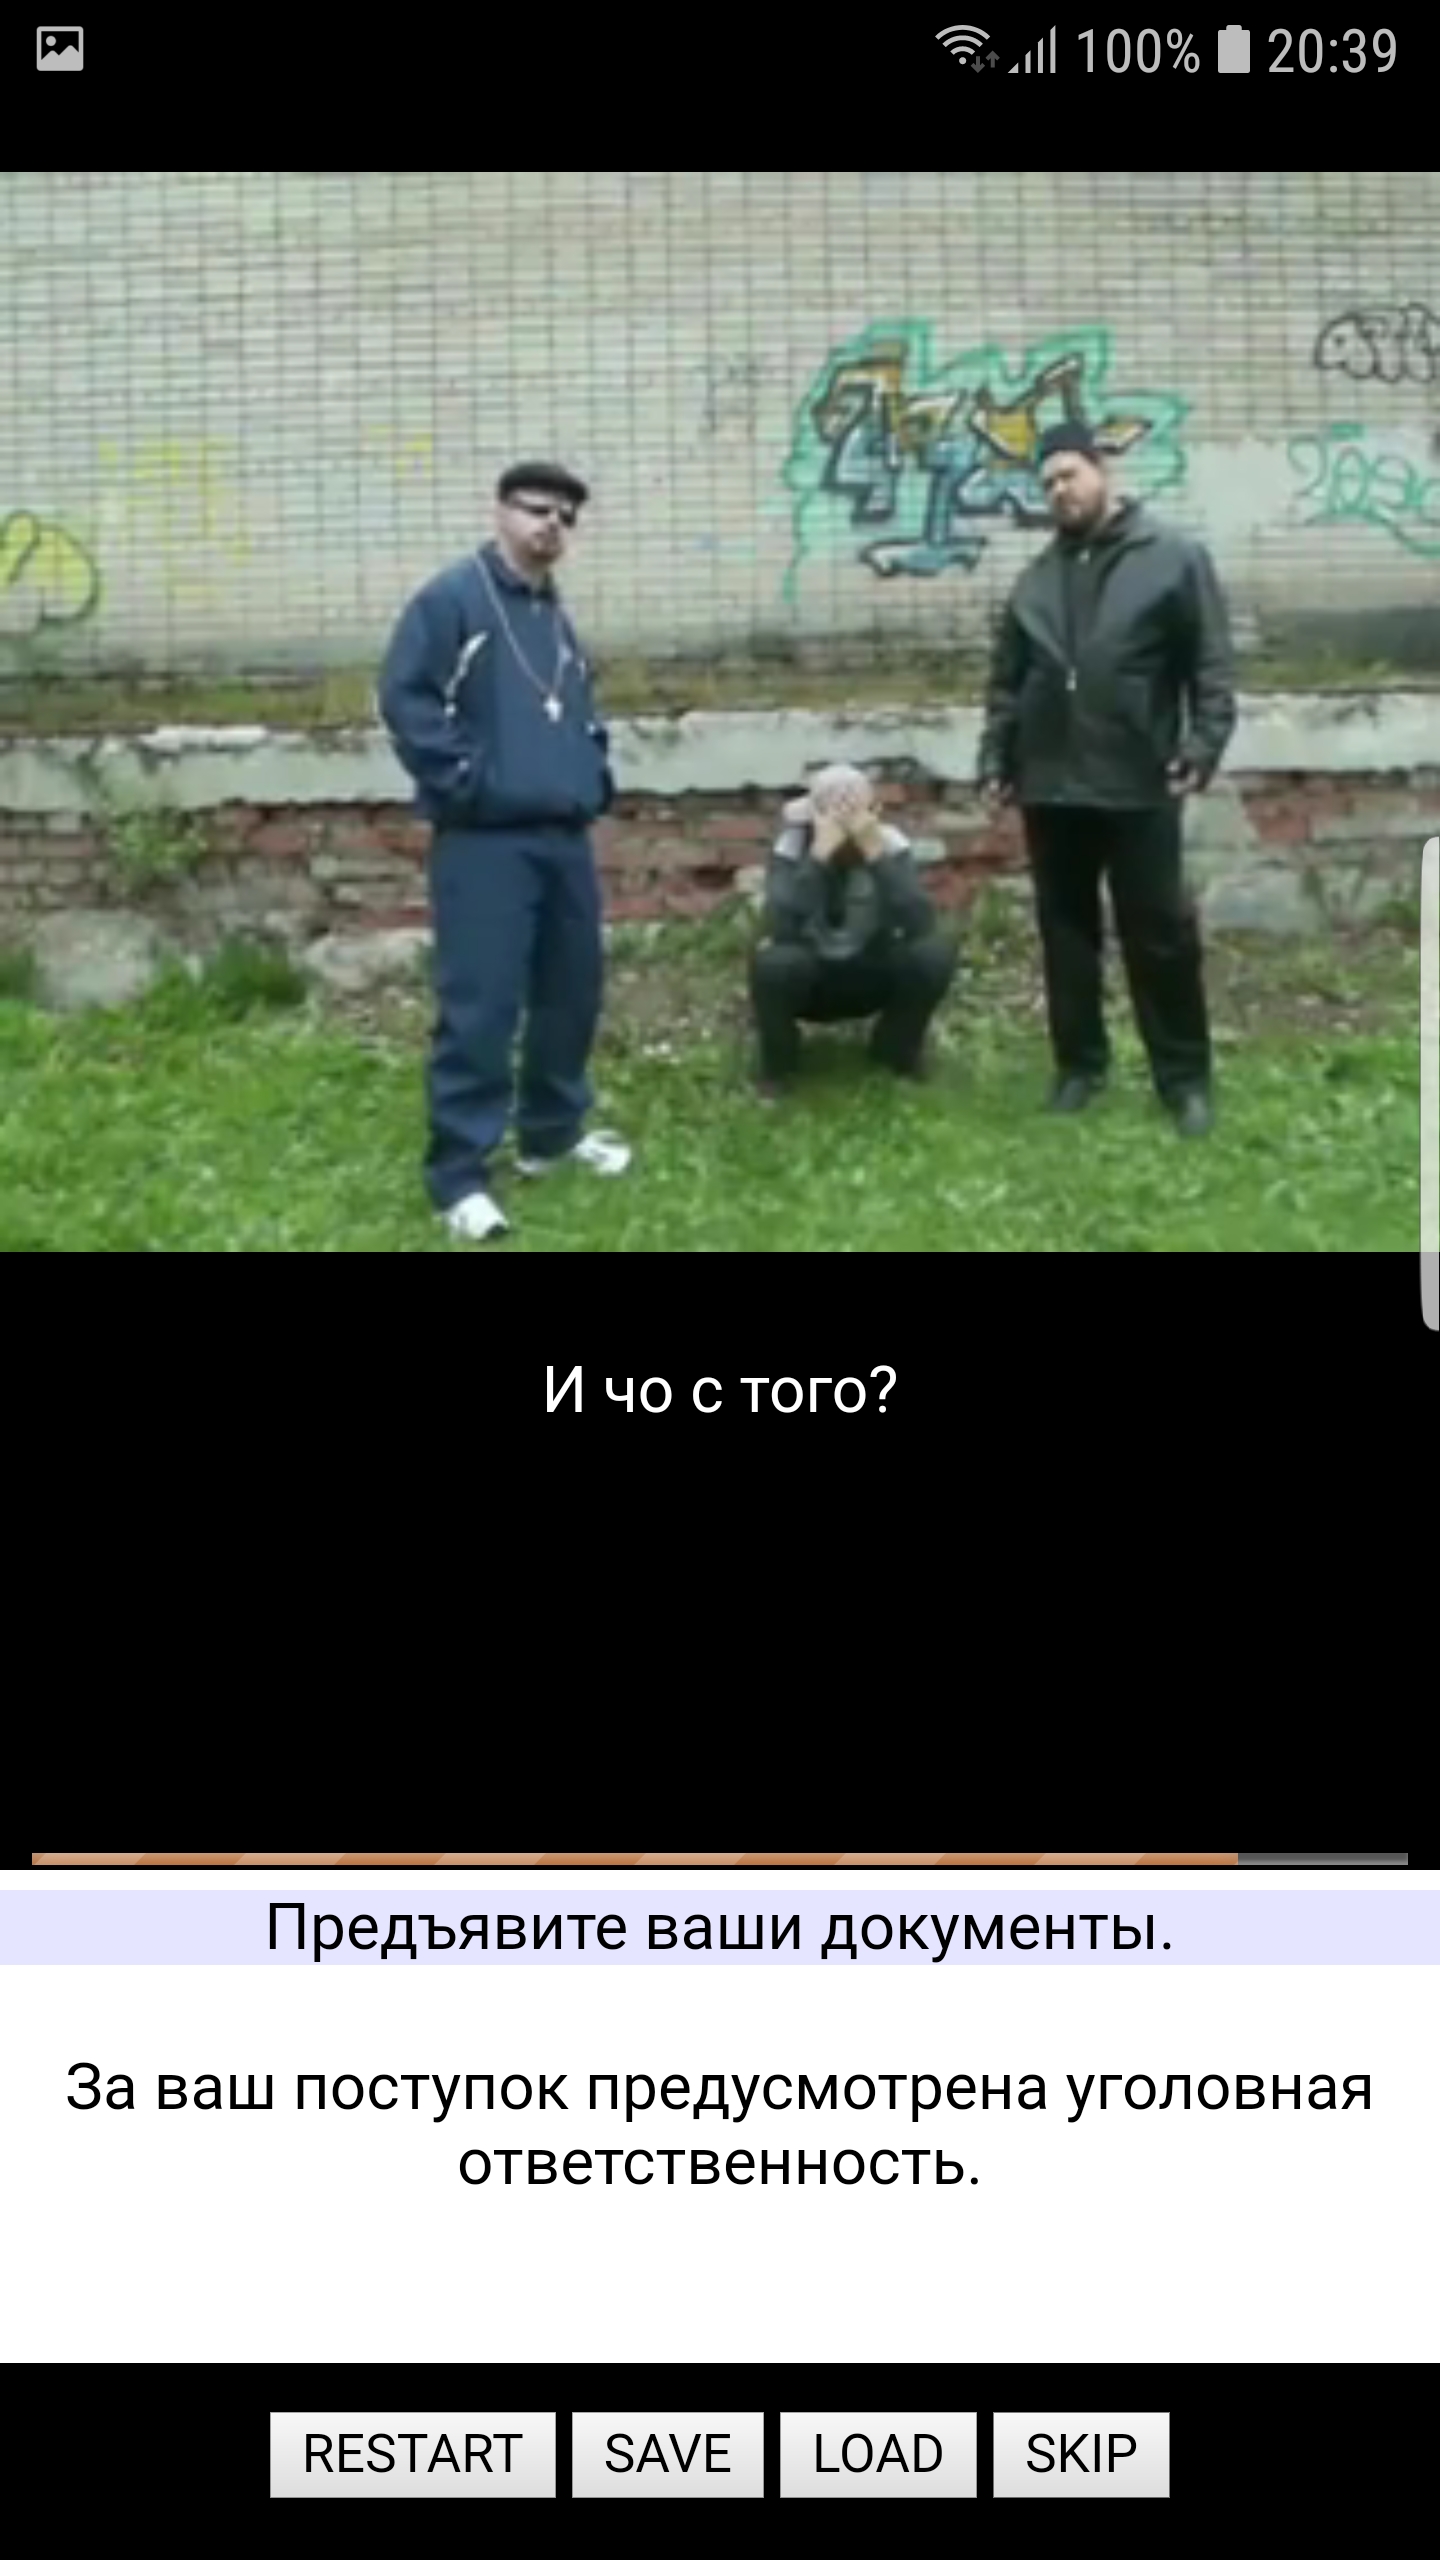 100% 20:39
И чо с того?
Предъявите ваши документы.
За ваш поступок предусмотрена уголовная
ответственность.
RESTART SAVE LOAD SKIP